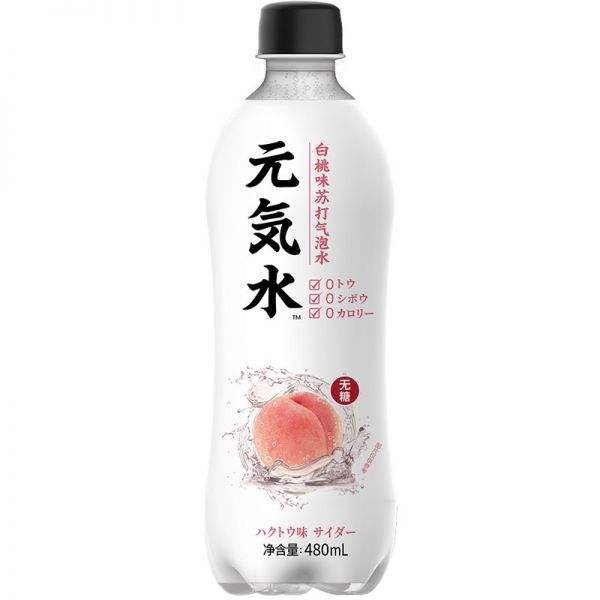 元気水
TM
白桃味苏打气泡水
☑0トウ
☑0シボウ
☑0カロリー
无糖
ハクトウ味 サイダー
净含量:480mL